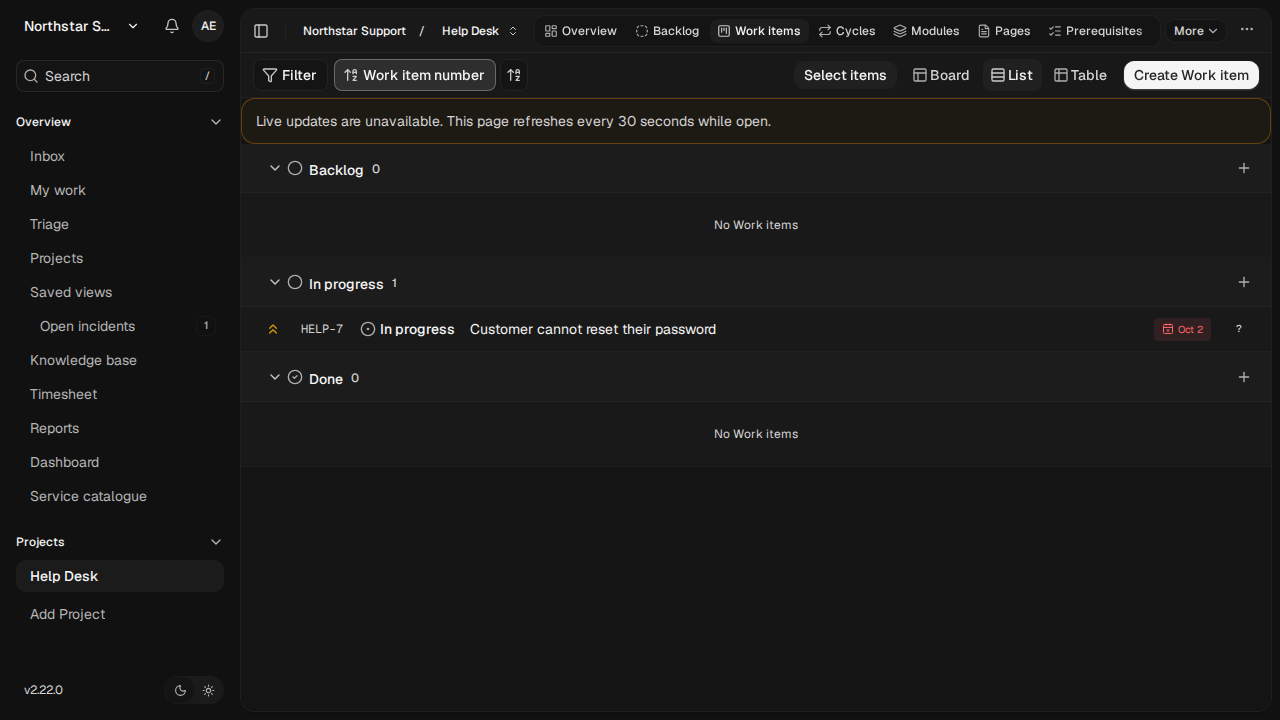 Northstar S... AE
Search /
Overview
Inbox
My work
Triage
Projects
Saved views
Open incidents 1
Knowledge base
Timesheet
Reports
Dashboard
Service catalogue
Projects
Help Desk
Add Project
v2.22.0
Northstar Support / Help Desk Overview Backlog Work items Cycles Modules Pages Prerequisites More ...
Filter Work item number Select items Board List Table Create Work item
Live updates are unavailable. This page refreshes every 30 seconds while open.
Backlog 0
No Work items
In progress 1
HELP-7 In progress Customer cannot reset their password Oct 2 ?
Done 0
No Work items